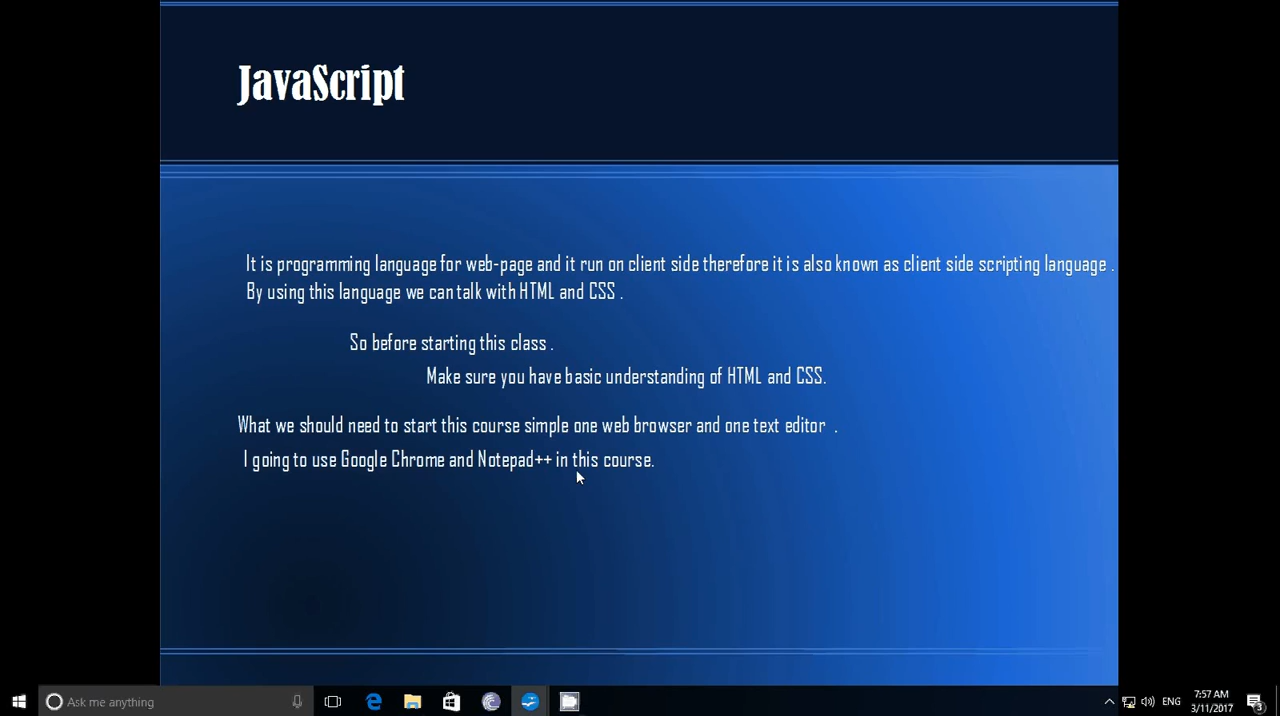 JavaScript
It is programming language for web-page and it run on client side therefore it is also known as client side scripting language .
By using this language we can talk with HTML and CSS .
So before starting this class .
Make sure you have basic understanding of HTML and CSS.
What we should need to start this course simple one web browser and one text editor .
I going to use Google Chrome and Notepad++ in this course.
Ask me anything
ENG
7:57 AM
3/11/2017
3